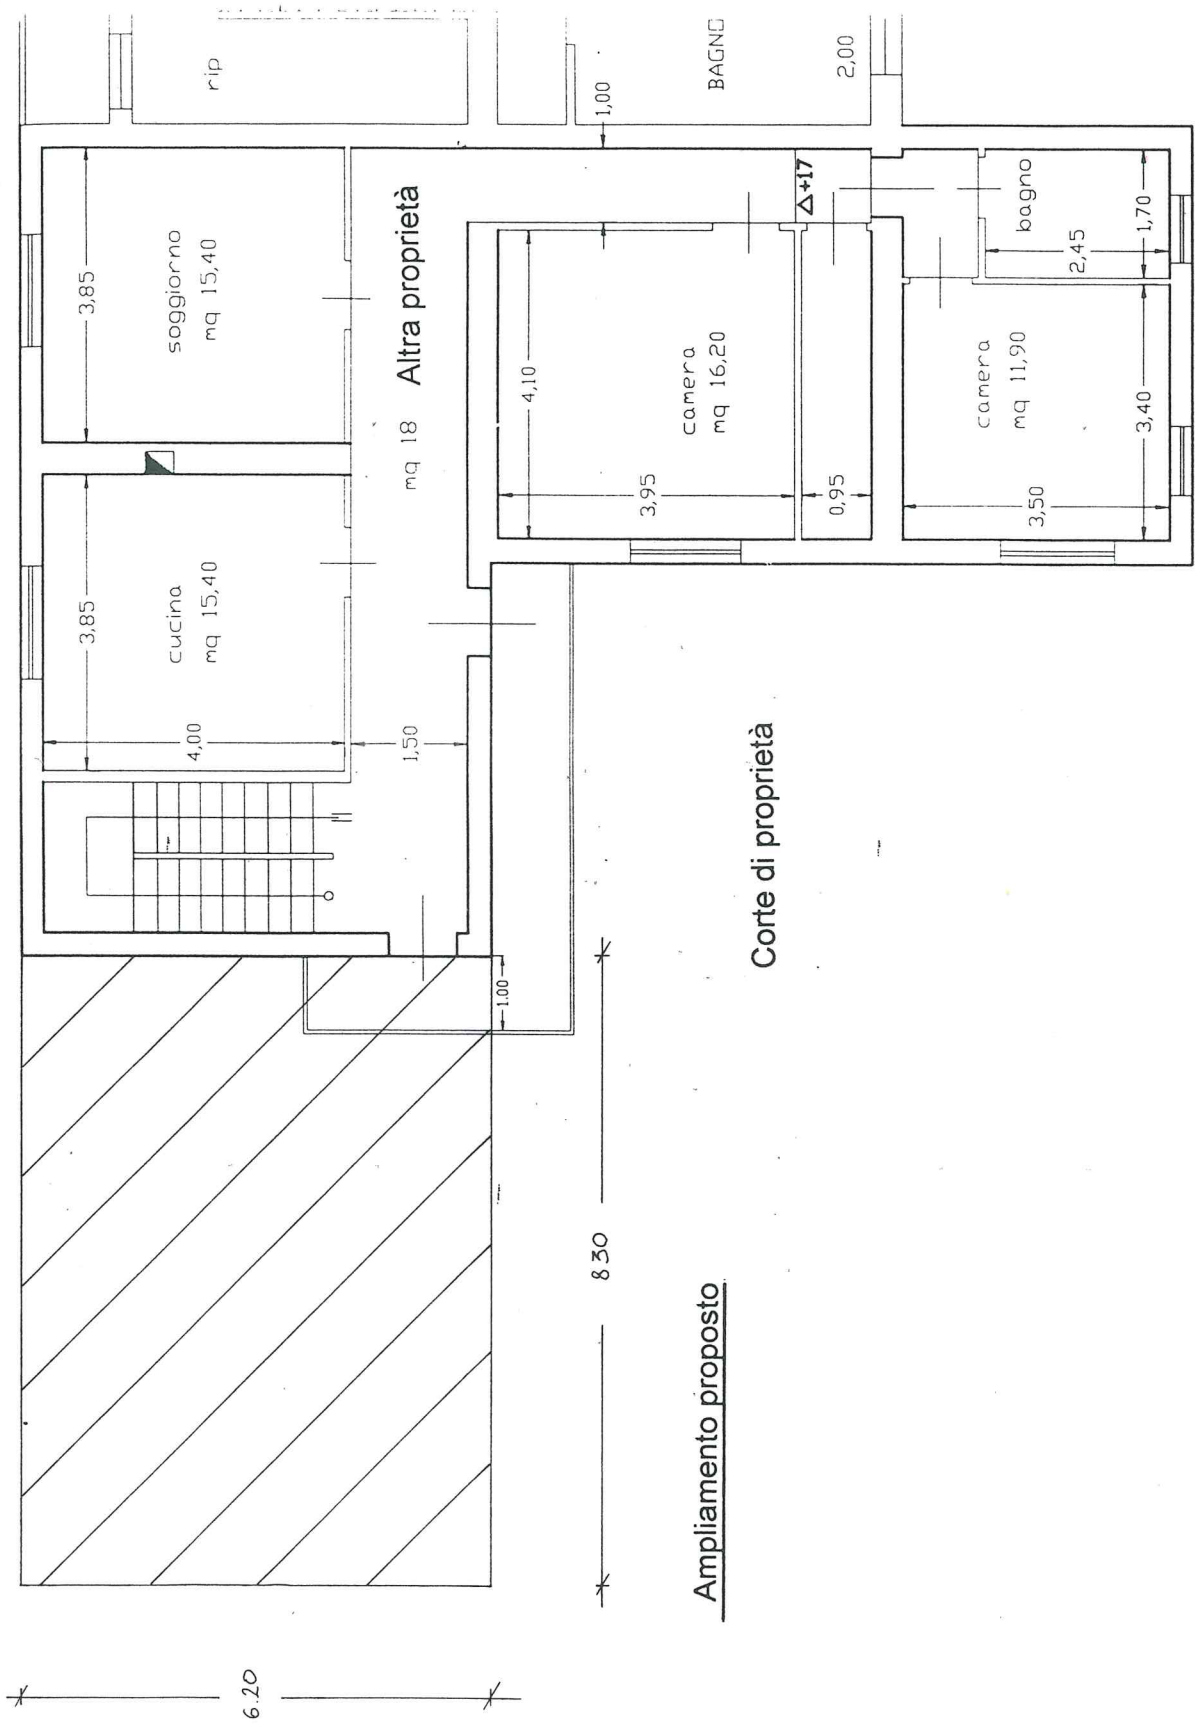 rip
BAGNO
2,00
1,00
3,85
soggiorno
mq 15,40
Altra proprietà
mq 18
△+17
bagno
1,70
2,45
4,10
camera
mq 16,20
3,95
0,95
camera
mq 11,90
3,40
3,50
3,85
cucina
mq 15,40
4,00
1,50
1.00
Corte di proprietà
830
6.20
Ampliamento proposto